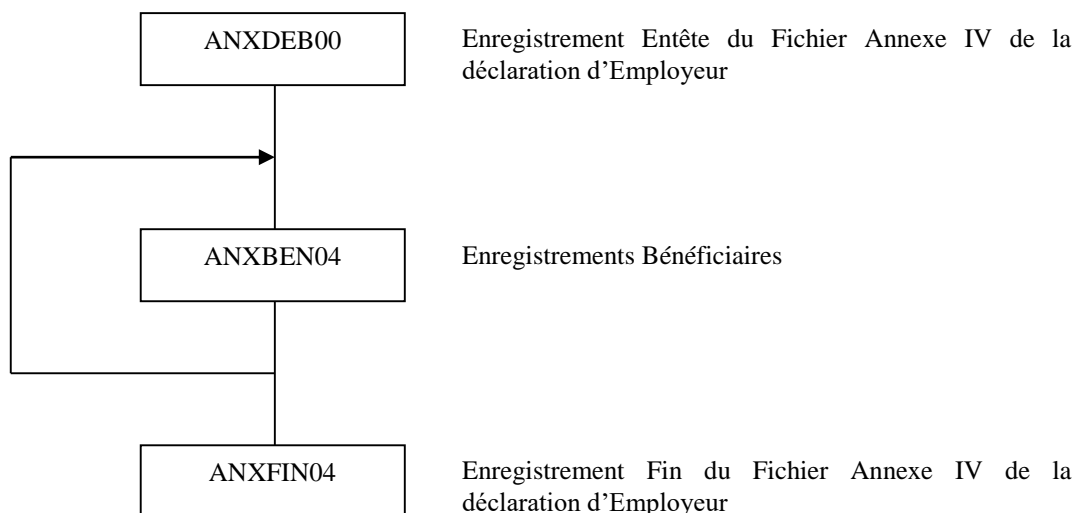 ANXDEB00
Enregistrement Entête du Fichier Annexe IV de la
déclaration d’Employeur
ANXBEN04
Enregistrements Bénéficiaires
ANXFIN04
Enregistrement Fin du Fichier Annexe IV de la
déclaration d’Employeur